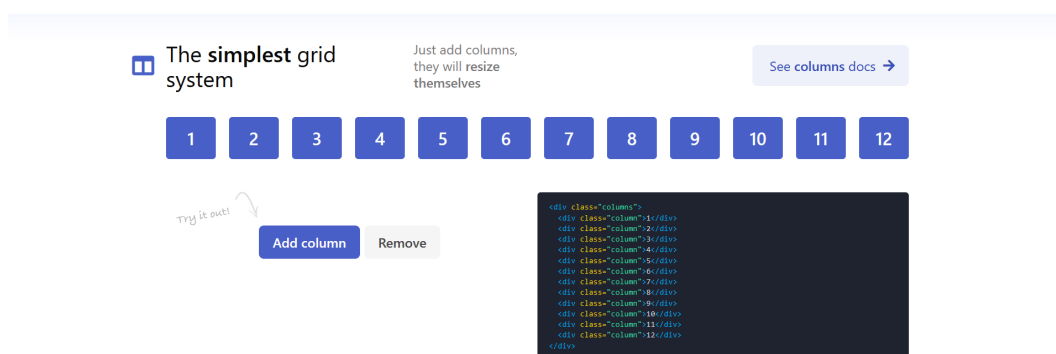 The simplest grid
system
Just add columns,
they will resize
themselves
See columns docs
1 2 3 4 5 6 7 8 9 10 11 12
Try it out!
Add column Remove
<div class="columns">
  <div class="column">1</div>
  <div class="column">2</div>
  <div class="column">3</div>
  <div class="column">4</div>
  <div class="column">5</div>
  <div class="column">6</div>
  <div class="column">7</div>
  <div class="column">8</div>
  <div class="column">9</div>
  <div class="column">10</div>
  <div class="column">11</div>
  <div class="column">12</div>
</div>